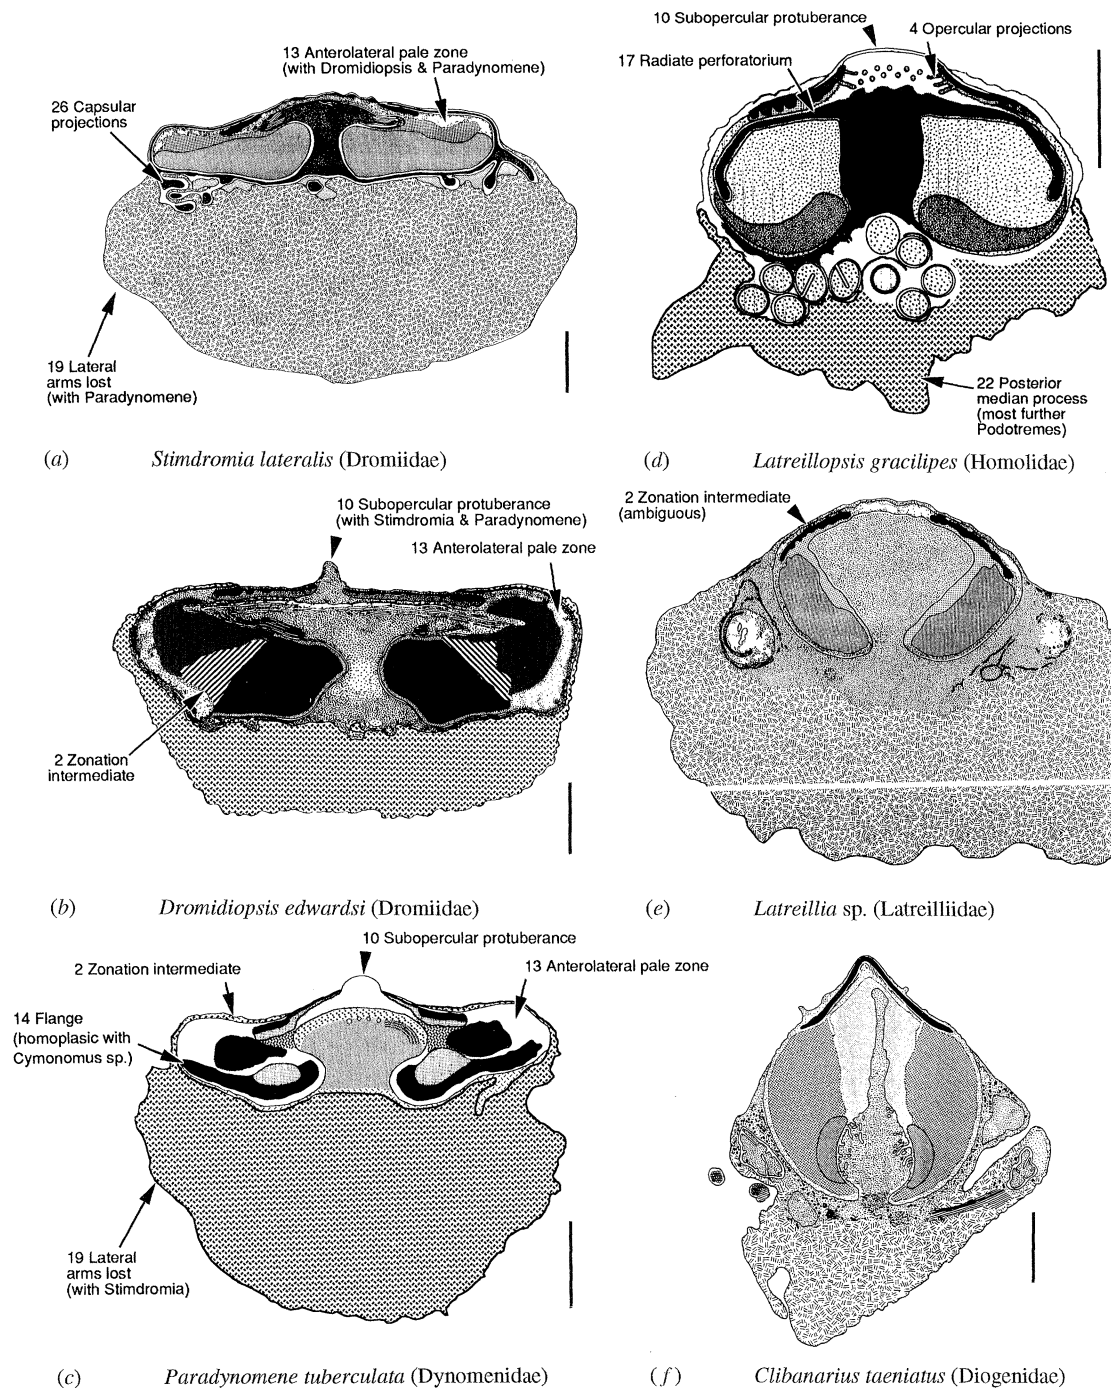 13 Anterolateral pale zone
(with Dromidiopsis & Paradynomene)
26 Capsular
projections
19 Lateral
arms lost
(with Paradynomene)
(a) Stimdromia lateralis (Dromiidae)
10 Subopercular protuberance
(with Stimdromia & Paradynomene)
13 Anterolateral pale zone
2 Zonation
intermediate
(b) Dromidiopsis edwardsi (Dromiidae)
10 Subopercular protuberance
2 Zonation intermediate
13 Anterolateral pale zone
14 Flange
(homoplasic with
Cymonomus sp.)
19 Lateral
arms lost
(with Stimdromia)
(c) Paradynomene tuberculata (Dynomenidae)
10 Subopercular protuberance
4 Opercular projections
17 Radiate perforatorium
22 Posterior
median process
(most further
Podotremes)
(d) Latreillopsis gracilipes (Homolidae)
2 Zonation intermediate
(ambiguous)
(e) Latreillia sp. (Latreilliidae)
(f) Clibanarius taeniatus (Diogenidae)